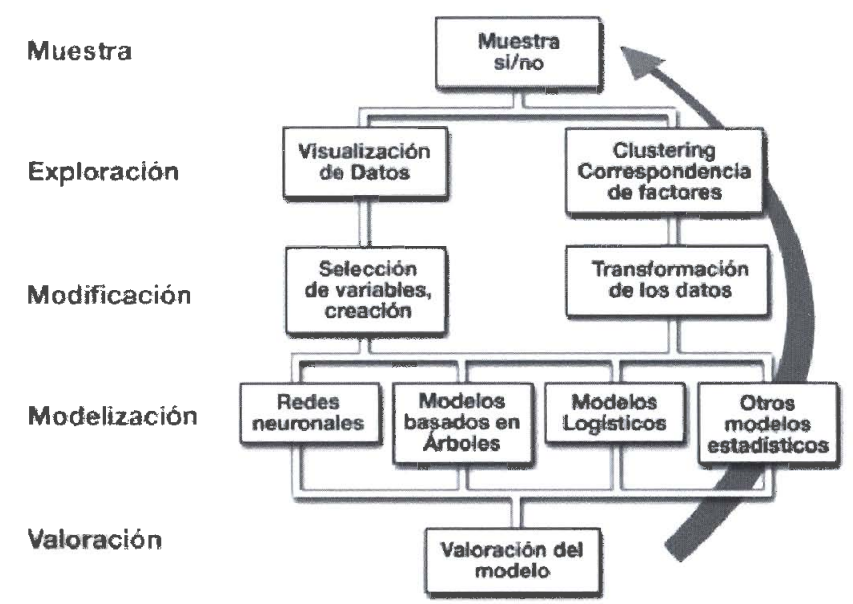 Muestra
Muestra
si/no
Exploración
Visualización
de Datos
Clustering
Correspondencia
de factores
Modificación
Selección
de variables,
creación
Transformación
de los datos
Modelización
Redes
neuronales
Modelos
basados en
Árboles
Modelos
Logísticos
Otros
modelos
estadísticos
Valoración
Valoración del
modelo